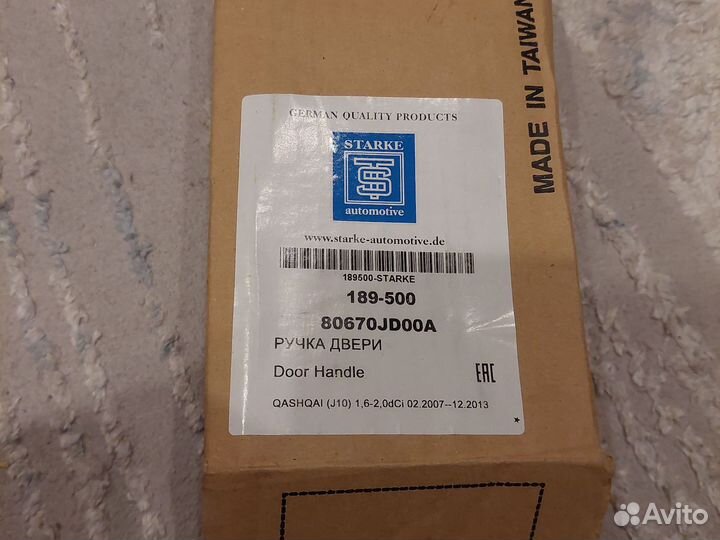 MADE IN TAIWAN
GERMAN QUALITY PRODUCTS
STARKE
automotive
www.starke-automotive.de
189500-STARKE
189-500
80670JD00A
РУЧКА ДВЕРИ
Door Handle
EAC
QASHQAI (J10) 1,6-2,0dCi 02.2007--12.2013
Avito